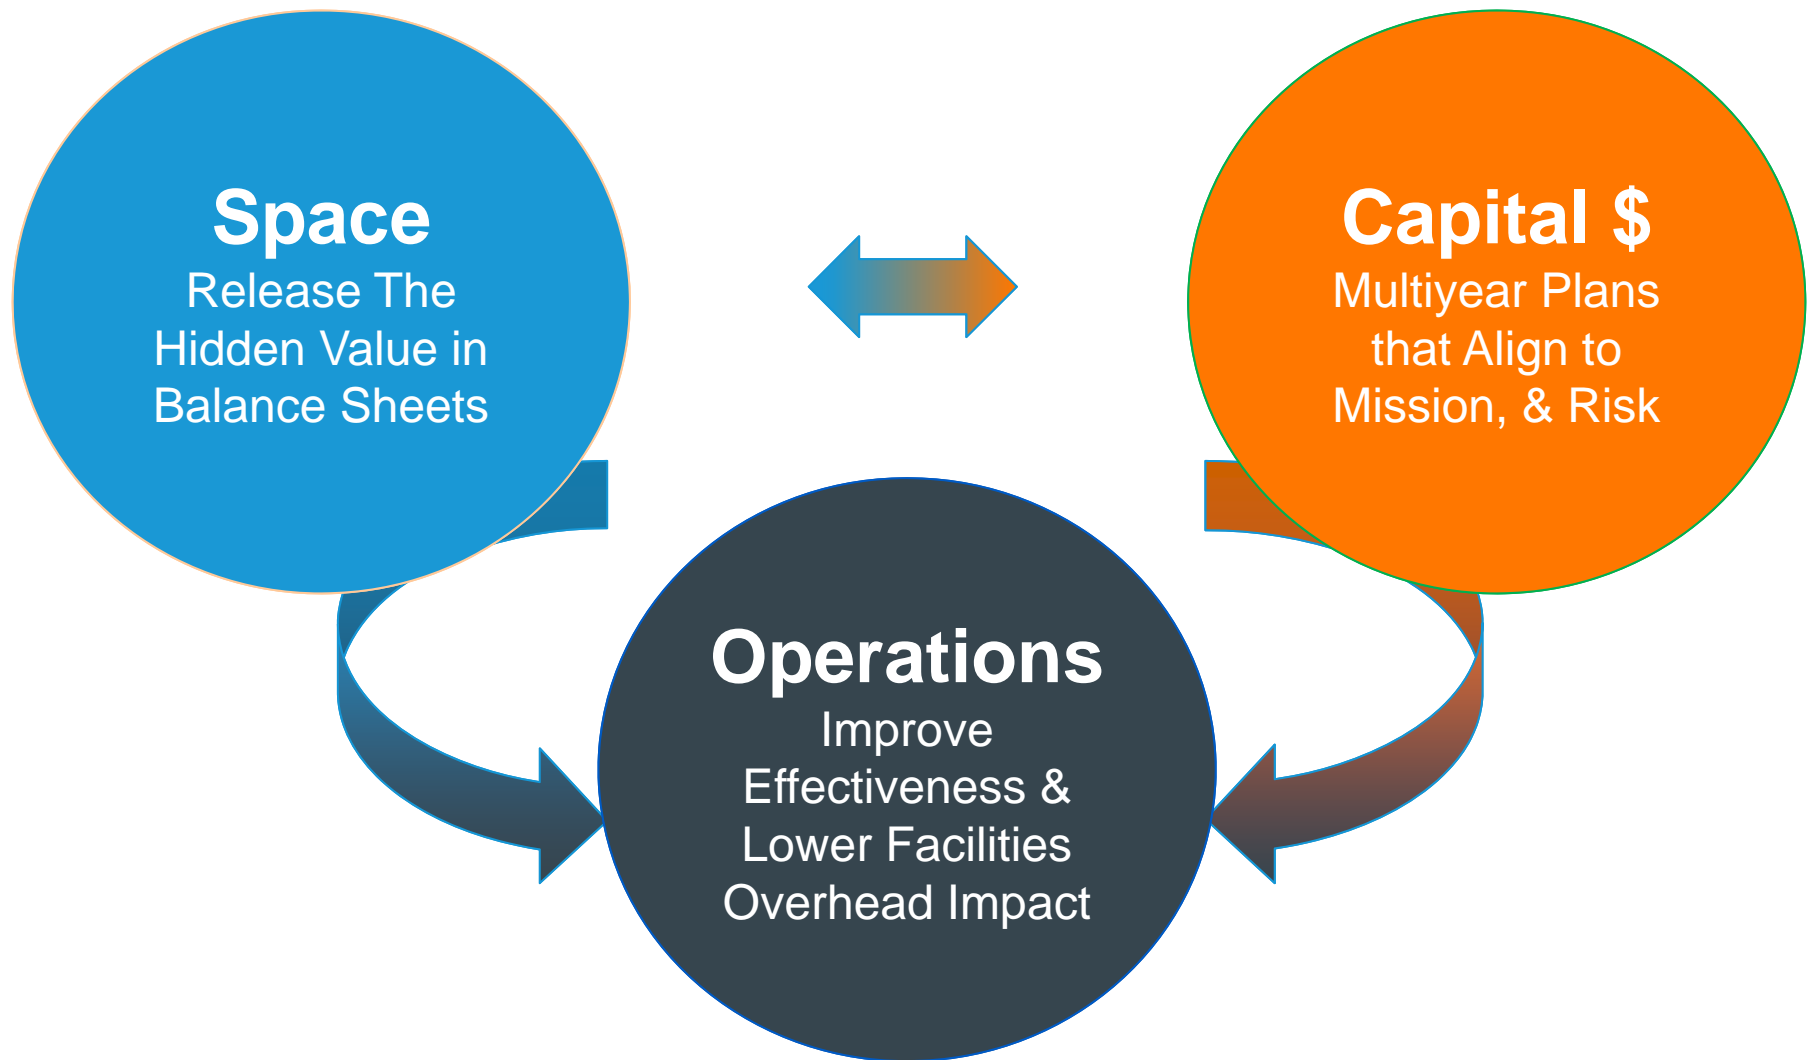 Space
Release The
Hidden Value in
Balance Sheets
Capital $
Multiyear Plans
that Align to
Mission, & Risk
Operations
Improve
Effectiveness &
Lower Facilities
Overhead Impact